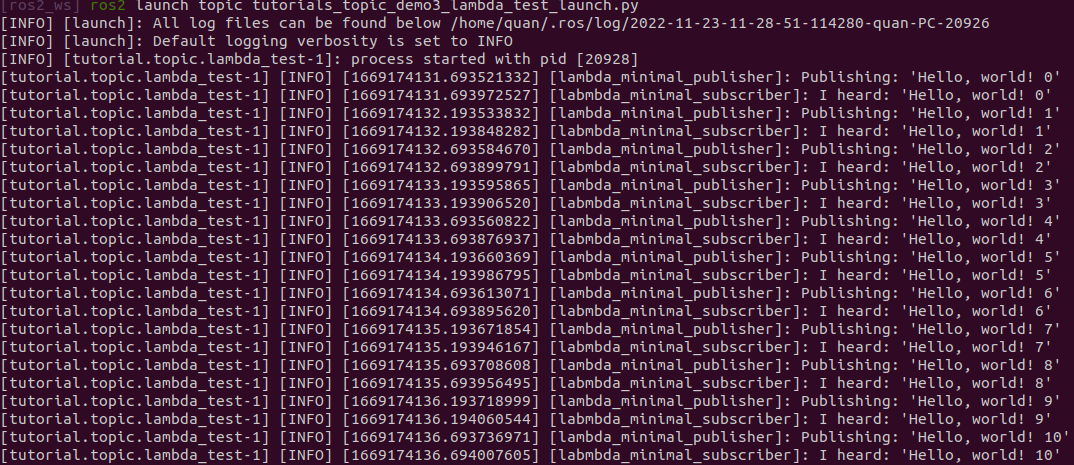 [ros2_ws] ros2 launch topic tutorials_topic_demo3_lambda_test_launch.py
[INFO] [launch]: All log files can be found below /home/quan/.ros/log/2022-11-23-11-28-51-114280-quan-PC-20926
[INFO] [launch]: Default logging verbosity is set to INFO
[INFO] [tutorial.topic.lambda_test-1]: process started with pid [20928]
[tutorial.topic.lambda_test-1] [INFO] [1669174131.693521332] [lambda_minimal_publisher]: Publishing: 'Hello, world! 0'
[tutorial.topic.lambda_test-1] [INFO] [1669174131.693972527] [labmbda_minimal_subscriber]: I heard: 'Hello, world! 0'
[tutorial.topic.lambda_test-1] [INFO] [1669174132.193533832] [lambda_minimal_publisher]: Publishing: 'Hello, world! 1'
[tutorial.topic.lambda_test-1] [INFO] [1669174132.193848282] [labmbda_minimal_subscriber]: I heard: 'Hello, world! 1'
[tutorial.topic.lambda_test-1] [INFO] [1669174132.693584670] [lambda_minimal_publisher]: Publishing: 'Hello, world! 2'
[tutorial.topic.lambda_test-1] [INFO] [1669174132.693899791] [labmbda_minimal_subscriber]: I heard: 'Hello, world! 2'
[tutorial.topic.lambda_test-1] [INFO] [1669174133.193595865] [lambda_minimal_publisher]: Publishing: 'Hello, world! 3'
[tutorial.topic.lambda_test-1] [INFO] [1669174133.193906520] [labmbda_minimal_subscriber]: I heard: 'Hello, world! 3'
[tutorial.topic.lambda_test-1] [INFO] [1669174133.693560822] [lambda_minimal_publisher]: Publishing: 'Hello, world! 4'
[tutorial.topic.lambda_test-1] [INFO] [1669174133.693876937] [labmbda_minimal_subscriber]: I heard: 'Hello, world! 4'
[tutorial.topic.lambda_test-1] [INFO] [1669174134.193660369] [lambda_minimal_publisher]: Publishing: 'Hello, world! 5'
[tutorial.topic.lambda_test-1] [INFO] [1669174134.193986795] [labmbda_minimal_subscriber]: I heard: 'Hello, world! 5'
[tutorial.topic.lambda_test-1] [INFO] [1669174134.693613071] [lambda_minimal_publisher]: Publishing: 'Hello, world! 6'
[tutorial.topic.lambda_test-1] [INFO] [1669174134.693895620] [labmbda_minimal_subscriber]: I heard: 'Hello, world! 6'
[tutorial.topic.lambda_test-1] [INFO] [1669174135.193671854] [lambda_minimal_publisher]: Publishing: 'Hello, world! 7'
[tutorial.topic.lambda_test-1] [INFO] [1669174135.193946167] [labmbda_minimal_subscriber]: I heard: 'Hello, world! 7'
[tutorial.topic.lambda_test-1] [INFO] [1669174135.693708608] [lambda_minimal_publisher]: Publishing: 'Hello, world! 8'
[tutorial.topic.lambda_test-1] [INFO] [1669174135.693956495] [labmbda_minimal_subscriber]: I heard: 'Hello, world! 8'
[tutorial.topic.lambda_test-1] [INFO] [1669174136.193718999] [lambda_minimal_publisher]: Publishing: 'Hello, world! 9'
[tutorial.topic.lambda_test-1] [INFO] [1669174136.194060544] [labmbda_minimal_subscriber]: I heard: 'Hello, world! 9'
[tutorial.topic.lambda_test-1] [INFO] [1669174136.693736971] [lambda_minimal_publisher]: Publishing: 'Hello, world! 10'
[tutorial.topic.lambda_test-1] [INFO] [1669174136.694007605] [labmbda_minimal_subscriber]: I heard: 'Hello, world! 10'